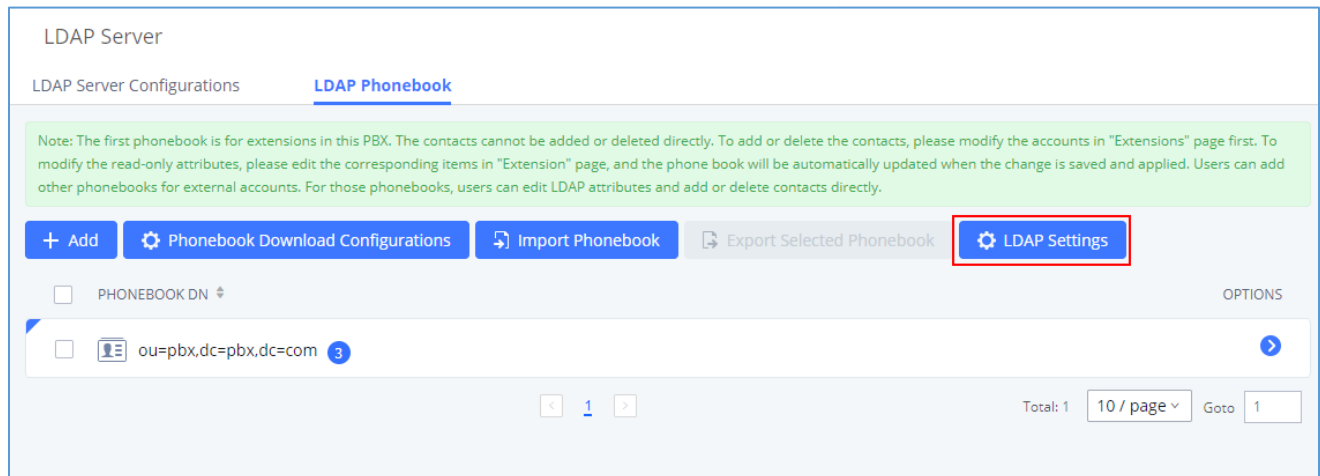 LDAP Server
LDAP Server Configurations LDAP Phonebook
Note: The first phonebook is for extensions in this PBX. The contacts cannot be added or deleted directly. To add or delete the contacts, please modify the accounts in "Extensions" page first. To
modify the read-only attributes, please edit the corresponding items in "Extension" page, and the phone book will be automatically updated when the change is saved and applied. Users can add
other phonebooks for external accounts. For those phonebooks, users can edit LDAP attributes and add or delete contacts directly.
+ Add Phonebook Download Configurations Import Phonebook Export Selected Phonebook LDAP Settings
PHONEBOOK DN OPTIONS
ou=pbx,dc=pbx,dc=com 3
< 1 > Total: 1 10 / page Goto 1